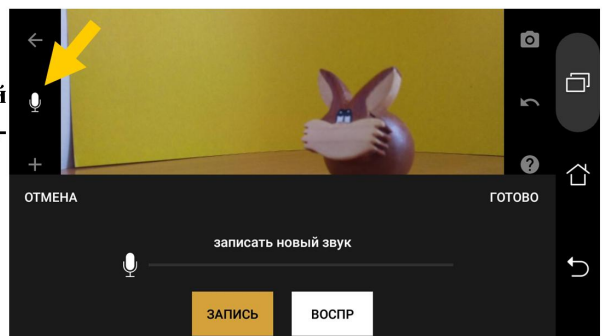 й
ОТМЕНА
ГОТОВО
записать новый звук
ЗАПИСЬ
ВОСПР